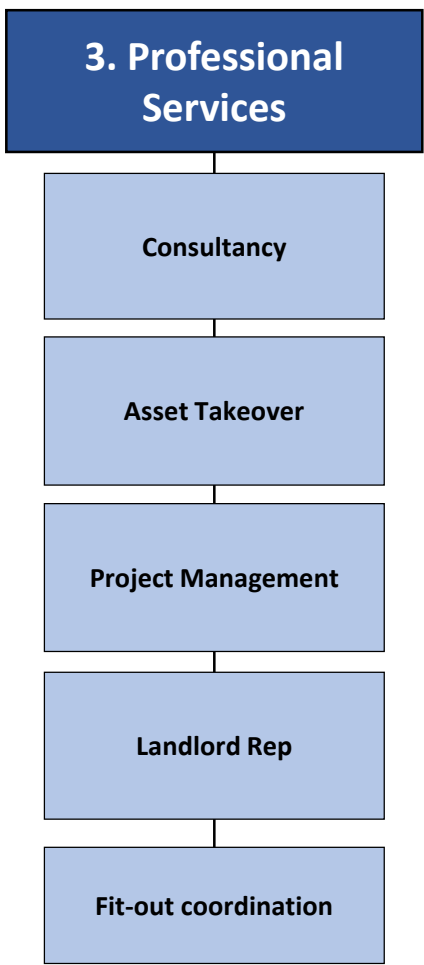 3. Professional
Services
Consultancy
Asset Takeover
Project Management
Landlord Rep
Fit-out coordination